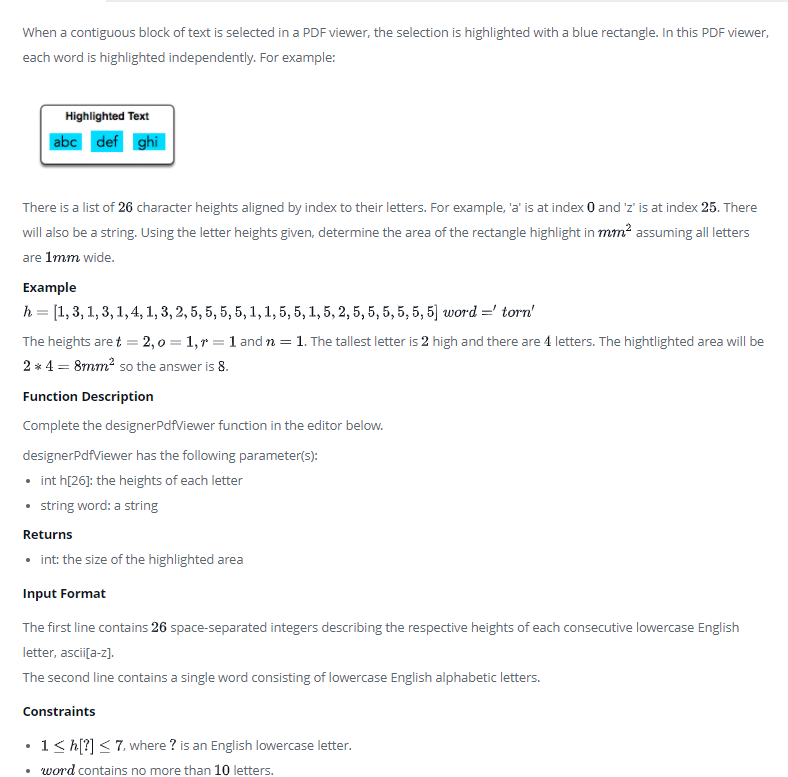 When a contiguous block of text is selected in a PDF viewer, the selection is highlighted with a blue rectangle. In this PDF viewer,
each word is highlighted independently. For example:
Highlighted Text
abc def ghi
There is a list of 26 character heights aligned by index to their letters. For example, 'a' is at index 0 and 'z' is at index 25. There
will also be a string. Using the letter heights given, determine the area of the rectangle highlight in mm² assuming all letters
are 1mm wide.
Example
h = [1, 3, 1, 3, 1, 4, 1, 3, 2, 5, 5, 5, 5, 1, 1, 5, 5, 1, 5, 2, 5, 5, 5, 5, 5, 5] word =' torn'
The heights are t = 2, o = 1, r = 1 and n = 1. The tallest letter is 2 high and there are 4 letters. The hightlighted area will be
2 * 4 = 8mm² so the answer is 8.
Function Description
Complete the designerPdfViewer function in the editor below.
designerPdfViewer has the following parameter(s):
• int h[26]: the heights of each letter
• string word: a string
Returns
• int: the size of the highlighted area
Input Format
The first line contains 26 space-separated integers describing the respective heights of each consecutive lowercase English
letter, ascii[a-z].
The second line contains a single word consisting of lowercase English alphabetic letters.
Constraints
• 1 ≤ h[?] ≤ 7, where ? is an English lowercase letter.
• word contains no more than 10 letters.